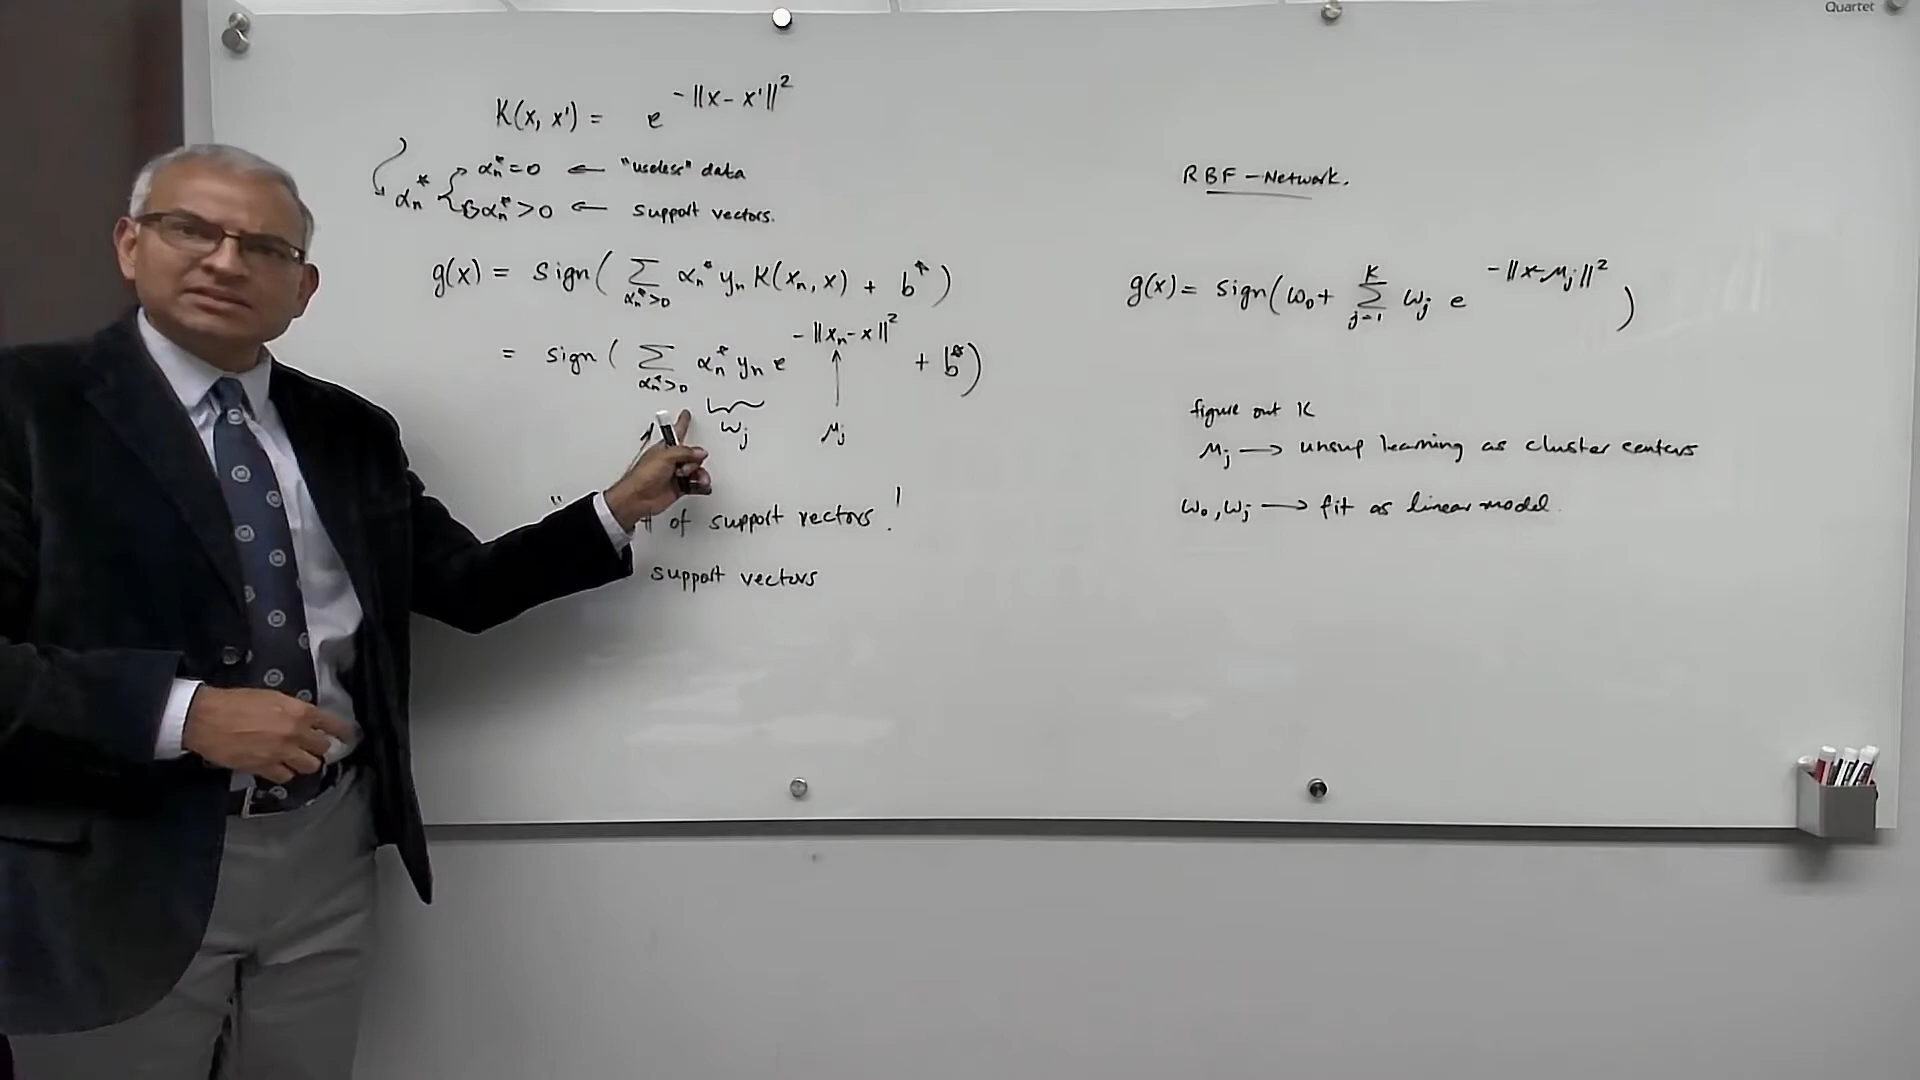 K(x, x') = e^{-||x - x'||^2}
α_n^* α_n^* = 0 ← "useless" data
α_n^* > 0 ← support vectors.
g(x) = sign( Σ_{α_n^*>0} α_n^* y_n K(x_n, x) + b^* )
= sign( Σ_{α_n^*>0} α_n^* y_n e^{-||x_n - x||^2} + b^* )
w_j μ_j
" # of support vectors!
support vectors
RBF - Network.
g(x) = sign( w_0 + Σ_{j=1}^{K} w_j e^{-||x - μ_j||^2} )
figure out K
μ_j → unsup learning as cluster centers
w_0, w_j → fit as linear model.
Quartet